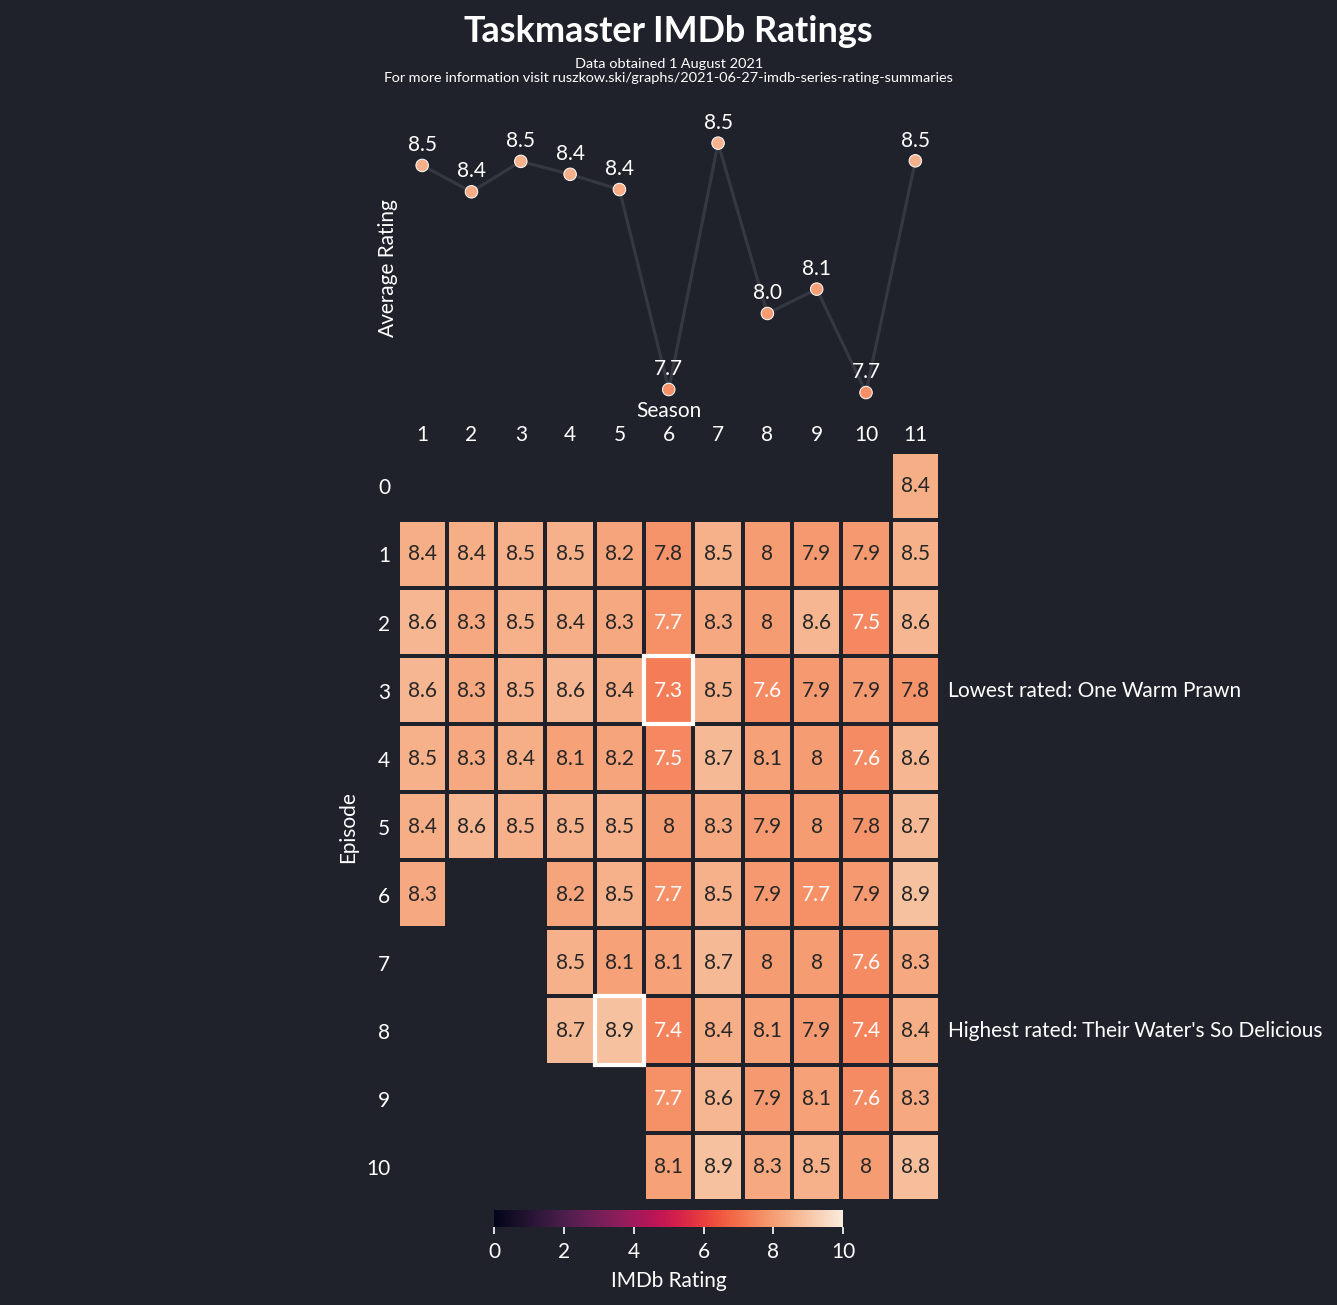 Taskmaster IMDb Ratings
Data obtained 1 August 2021
For more information visit ruszkow.ski/graphs/2021-06-27-imdb-series-rating-summaries
8.5 8.4 8.5 8.4 8.4 7.7 8.5 8.0 8.1 7.7 8.5
Average Rating
Season
1 2 3 4 5 6 7 8 9 10 11
0 8.4
1 8.4 8.4 8.5 8.5 8.2 7.8 8.5 8 7.9 7.9 8.5
2 8.6 8.3 8.5 8.4 8.3 7.7 8.3 8 8.6 7.5 8.6
3 8.6 8.3 8.5 8.6 8.4 7.3 8.5 7.6 7.9 7.9 7.8 Lowest rated: One Warm Prawn
4 8.5 8.3 8.4 8.1 8.2 7.5 8.7 8.1 8 7.6 8.6
Episode
5 8.4 8.6 8.5 8.5 8.5 8 8.3 7.9 8 7.8 8.7
6 8.3 8.2 8.5 7.7 8.5 7.9 7.7 7.9 8.9
7 8.5 8.1 8.1 8.7 8 8 7.6 8.3
8 8.7 8.9 7.4 8.4 8.1 7.9 7.4 8.4 Highest rated: Their Water's So Delicious
9 7.7 8.6 7.9 8.1 7.6 8.3
10 8.1 8.9 8.3 8.5 8 8.8
0 2 4 6 8 10
IMDb Rating